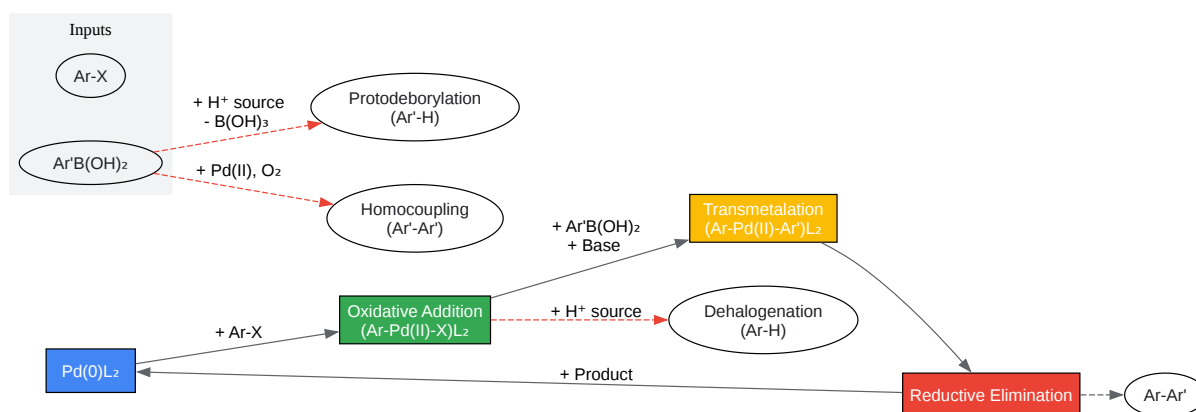 Inputs
Ar-X
Ar'B(OH)₂
+ H⁺ source
- B(OH)₃
Protodeborylation
(Ar'-H)
+ Pd(II), O₂
Homocoupling
(Ar'-Ar')
+ Ar'B(OH)₂
+ Base
Transmetalation
(Ar-Pd(II)-Ar')L₂
Oxidative Addition
(Ar-Pd(II)-X)L₂
+ H⁺ source
Dehalogenation
(Ar-H)
+ Ar-X
Pd(0)L₂
+ Product
Reductive Elimination
Ar-Ar'